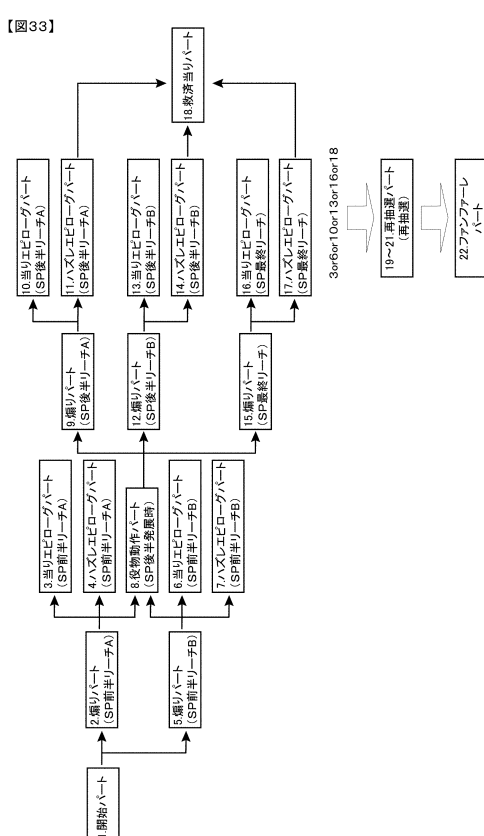 【図33】
1.開始パート
2.煽りパート
(SP前半リーチA)
5.煽りパート
(SP前半リーチB)
3.当りエピローグパート
(SP前半リーチA)
4.ハズレエピローグパート
(SP前半リーチA)
8.役物動作パート
(SP後半発展時)
6.当りエピローグパート
(SP前半リーチB)
7.ハズレエピローグパート
(SP前半リーチB)
9.煽りパート
(SP後半リーチA)
12.煽りパート
(SP後半リーチB)
15.煽りパート
(SP最終リーチ)
10.当りエピローグパート
(SP後半リーチA)
11.ハズレエピローグパート
(SP後半リーチA)
13.当りエピローグパート
(SP後半リーチB)
14.ハズレエピローグパート
(SP後半リーチB)
16.当りエピローグパート
(SP最終リーチ)
17.ハズレエピローグパート
(SP最終リーチ)
18.救済当りパート
3or6or10or13or16or18
19～21.再抽選パート
(再抽選)
22.ファンファーレ
パート